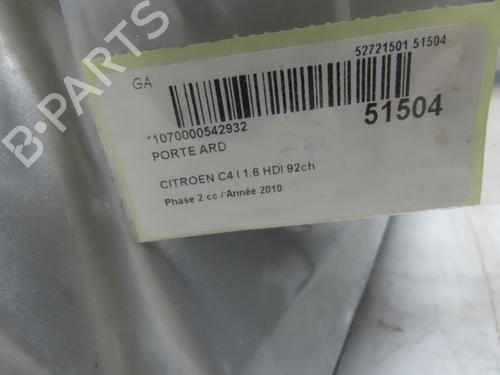 GA
52721501 51504
51504
*1070000542932
PORTE ARD
CITROEN C4 I 1.6 HDI 92ch
Phase 2 cc / Année 2010
B-PARTS